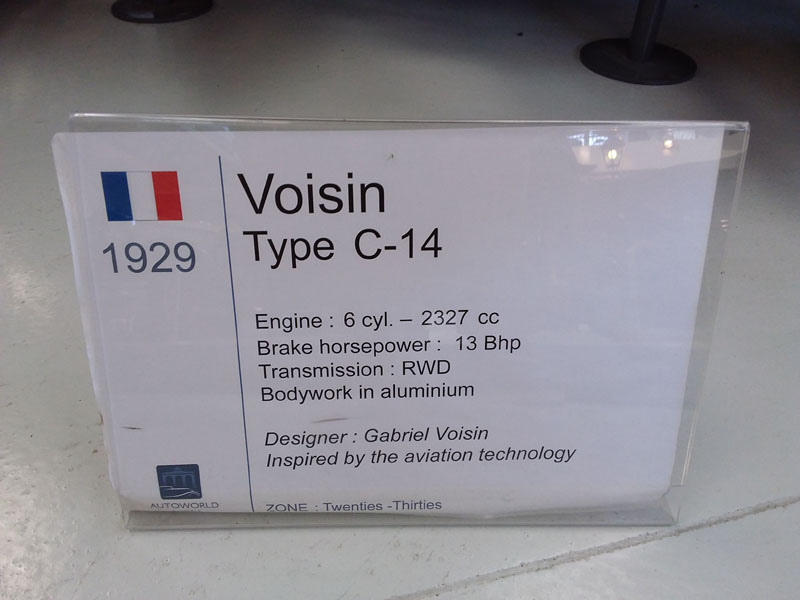 Voisin
Type C-14
1929
Engine : 6 cyl. – 2327 cc
Brake horsepower : 13 Bhp
Transmission : RWD
Bodywork in aluminium
Designer : Gabriel Voisin
Inspired by the aviation technology
AUTOWORLD
ZONE : Twenties -Thirties